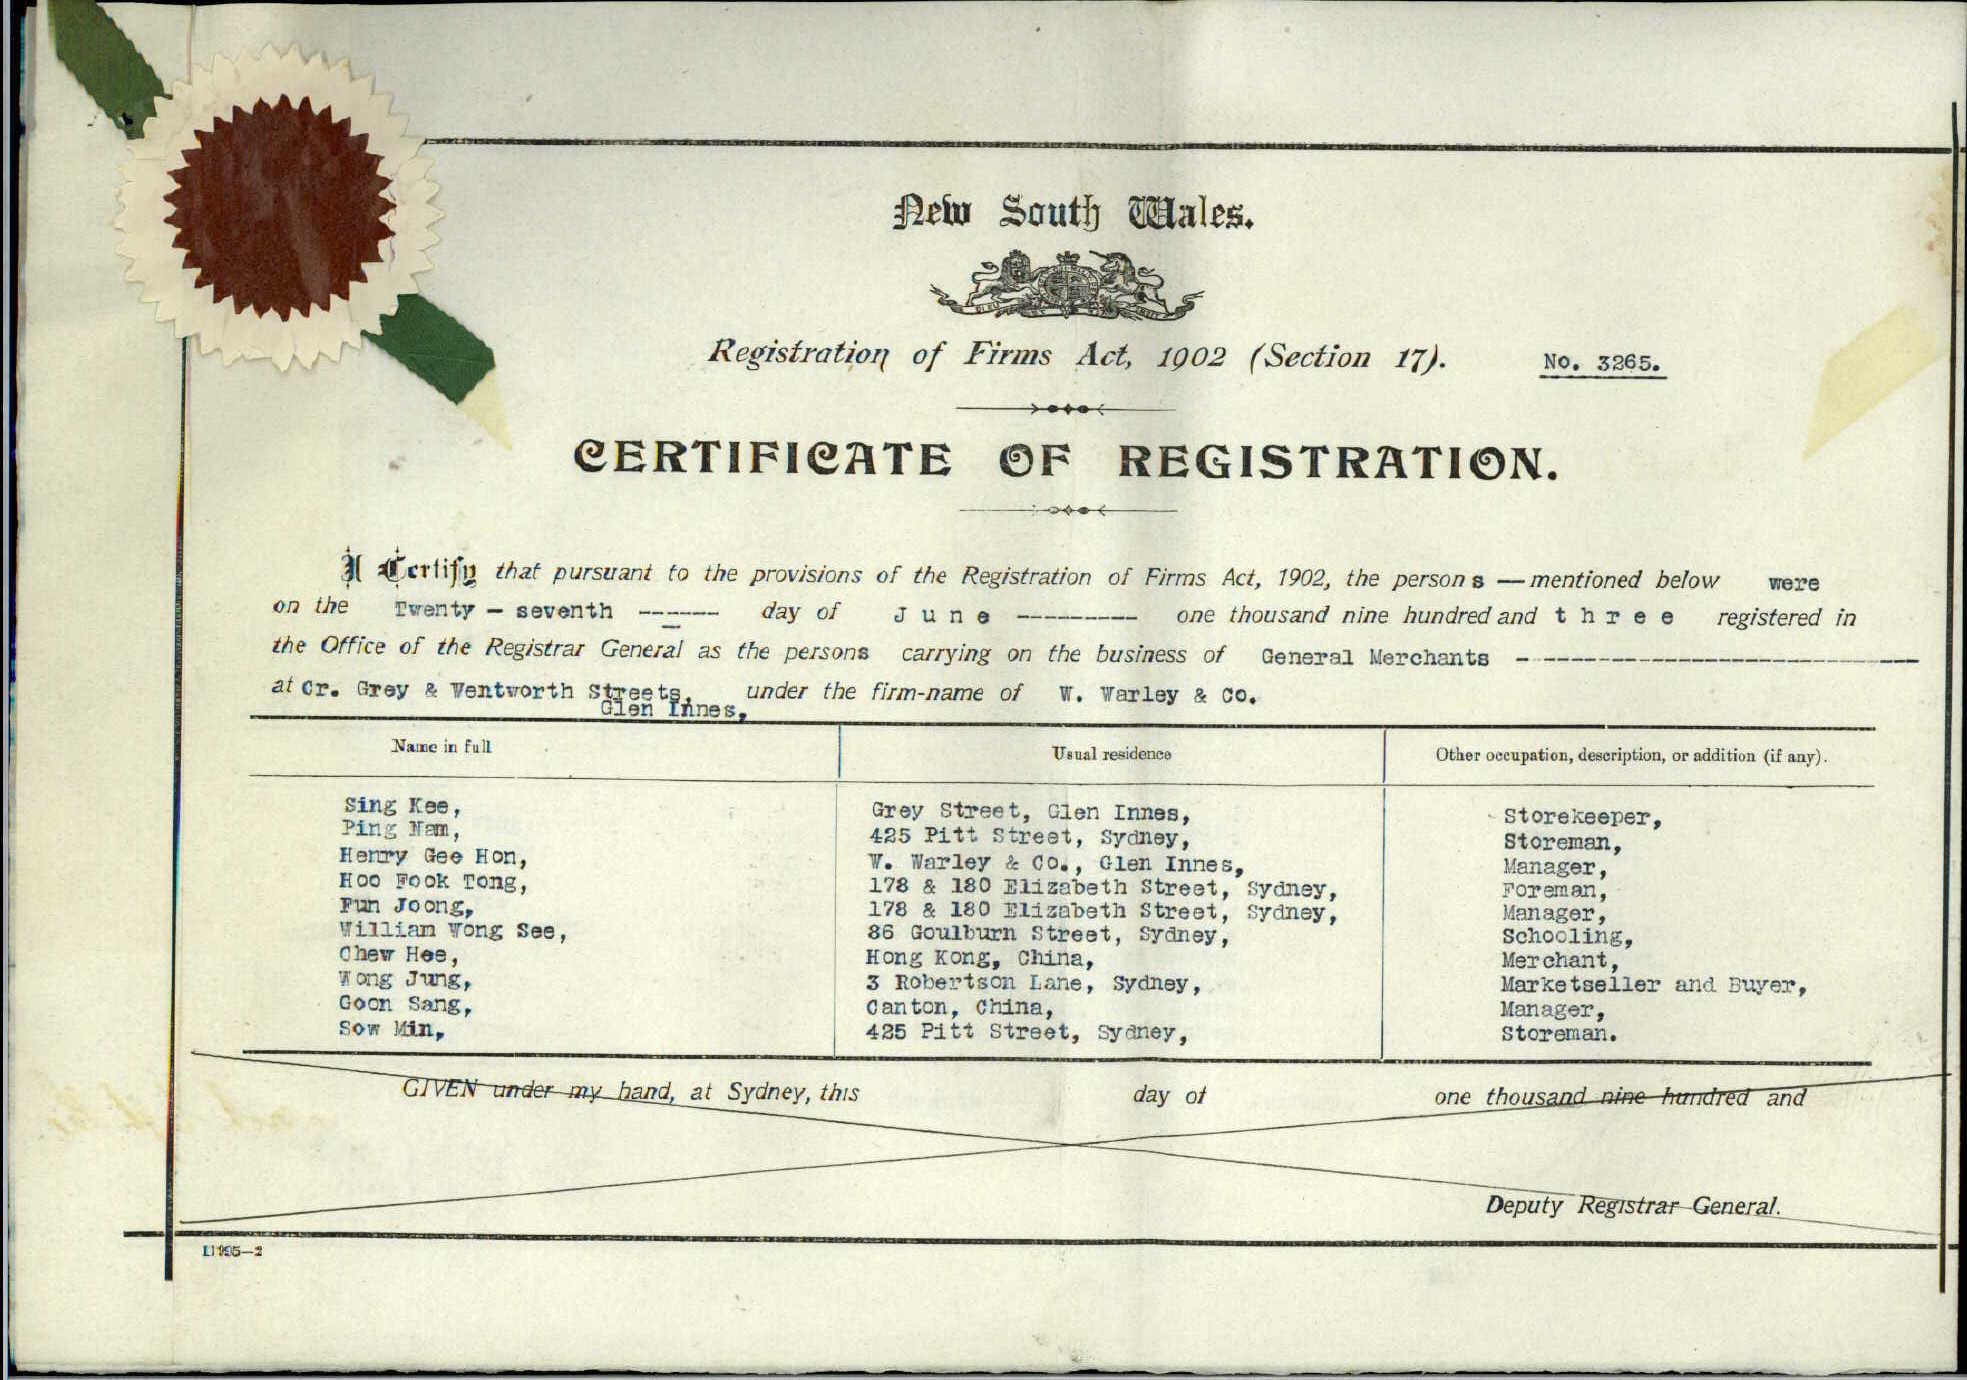 New South Wales.
Registration of Firms Act, 1902 (Section 17). No. 3265.
CERTIFICATE OF REGISTRATION.
I Certify that pursuant to the provisions of the Registration of Firms Act, 1902, the persons — mentioned below were
on the Twenty - seventh ------ day of June --------- one thousand nine hundred and three registered in
the Office of the Registrar General as the persons carrying on the business of General Merchants ------------------------------
at Cr. Grey & Wentworth Streets, under the firm-name of W. Warley & Co.
Glen Innes,
Name in full Usual residence Other occupation, description, or addition (if any).
Sing Kee, Grey Street, Glen Innes, Storekeeper,
Ping Nam, 425 Pitt Street, Sydney, Storeman,
Henry Gee Hon, W. Warley & Co., Glen Innes, Manager,
Hoo Fook Tong, 178 & 180 Elizabeth Street, Sydney, Foreman,
Fun Joong, 178 & 180 Elizabeth Street, Sydney, Manager,
William Wong See, 86 Goulburn Street, Sydney, Schooling,
Chew Hee, Hong Kong, China, Merchant,
Wong Jung, 3 Robertson Lane, Sydney, Marketseller and Buyer,
Goon Sang, Canton, China, Manager,
Sow Min, 425 Pitt Street, Sydney, Storeman.
GIVEN under my hand, at Sydney, this day of one thousand nine hundred and
Deputy Registrar General.